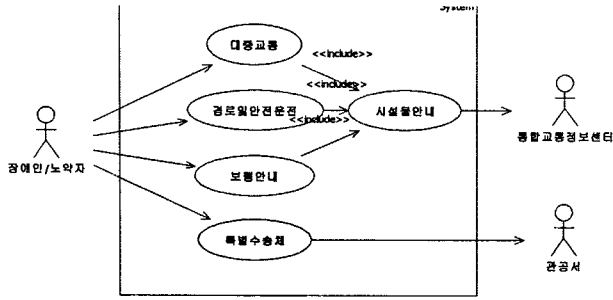 System
대중교통
<<include>>
<<include>>
경로및안전운전
<<include>>
시설물안내
장애인/노약자
통합교통정보센터
보행안내
특별수송체
관공서